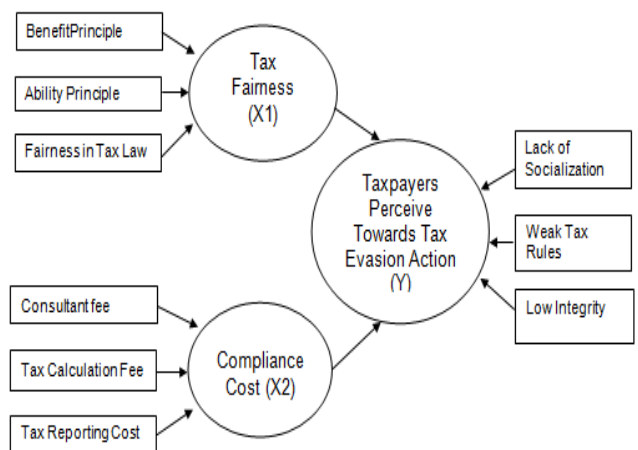 BenefitPrinciple
Ability Principle
Fairness in Tax Law
Tax
Fairness
(X1)
Taxpayers
Perceive
Towards Tax
Evasion Action
(Y)
Lack of
Socialization
Weak Tax
Rules
Low Integrity
Consultant fee
Tax Calculation Fee
Tax Reporting Cost
Compliance
Cost (X2)